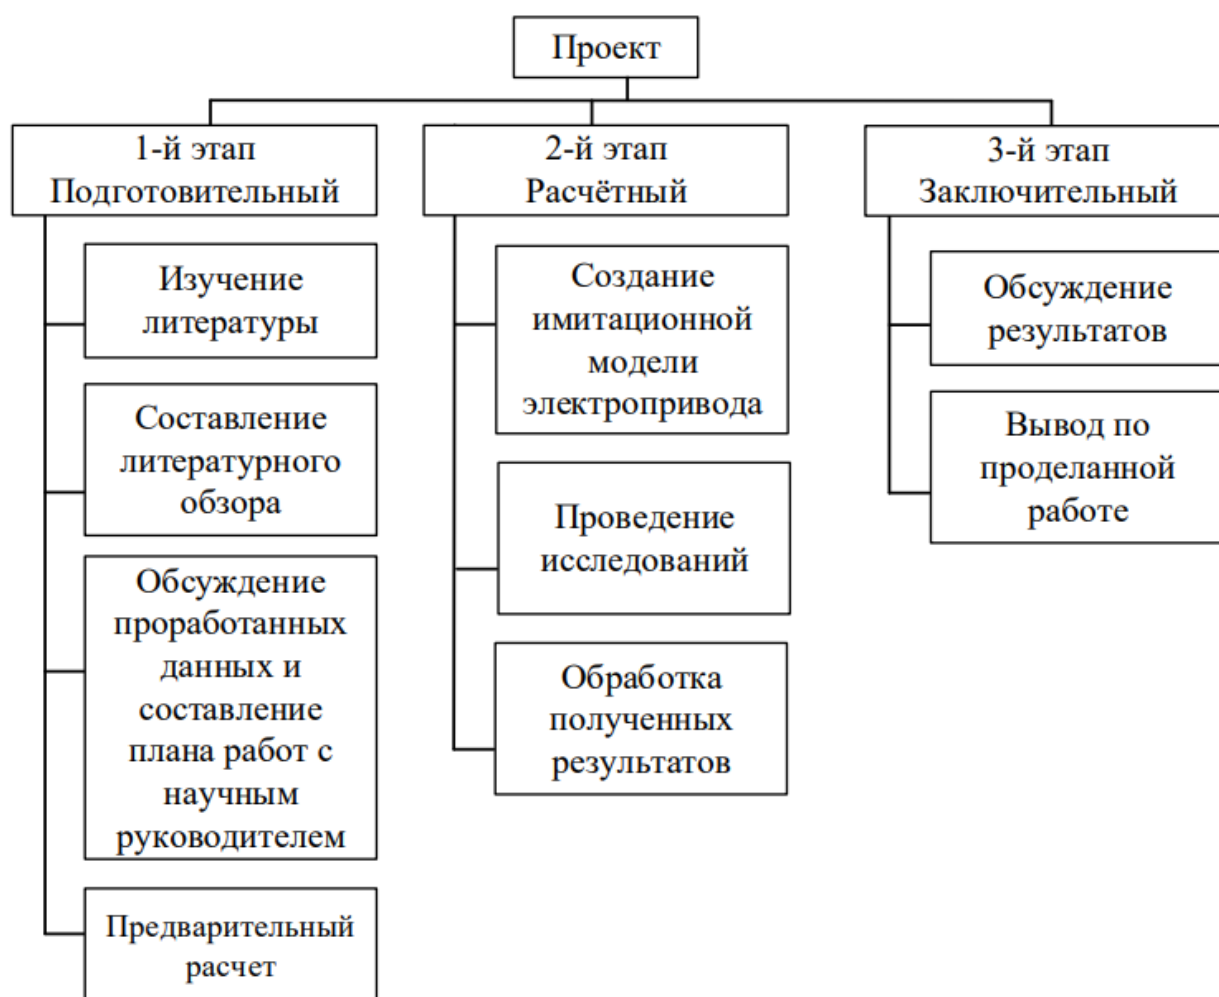 Проект
1-й этап
Подготовительный
Изучение
литературы
Составление
литературного
обзора
Обсуждение
проработанных
данных и
составление
плана работ с
научным
руководителем
Предварительный
расчет
2-й этап
Расчётный
Создание
имитационной
модели
электропривода
Проведение
исследований
Обработка
полученных
результатов
3-й этап
Заключительный
Обсуждение
результатов
Вывод по
проделанной
работе